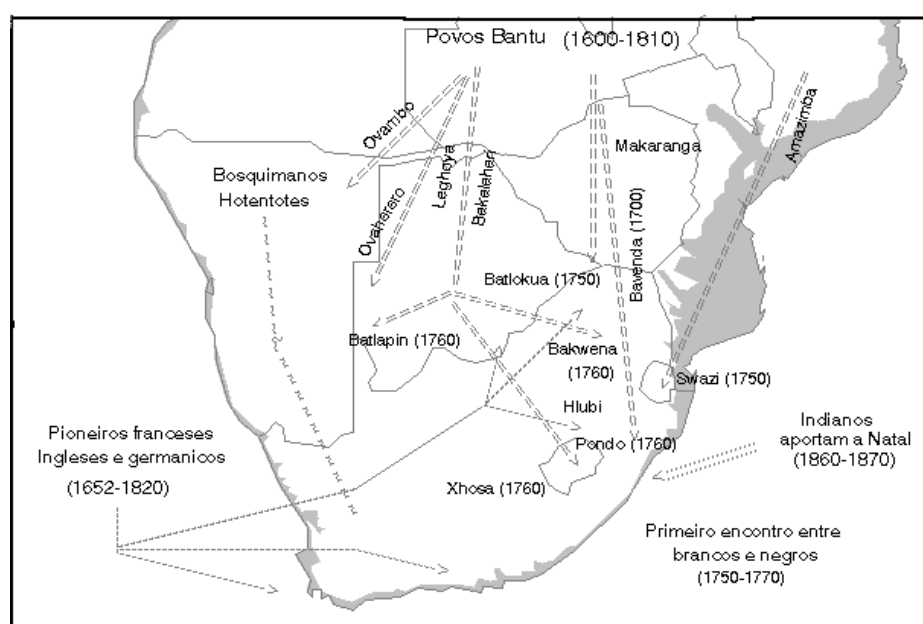 Povos Bantu (1600-1810)
Ovambo
Leghoya
Bakalahari
Ovaherero
Makaranga
Amazimba
Bosquimanos
Hotentotes
Bavenda (1700)
Batlokua (1750)
Batlapin (1760)
Bakwena
(1760)
Swazi (1750)
Hlubi
Pondo (1760)
Xhosa (1760)
Pioneiros franceses
Ingleses e germanicos
(1652-1820)
Indianos
aportam a Natal
(1860-1870)
Primeiro encontro entre
brancos e negros
(1750-1770)